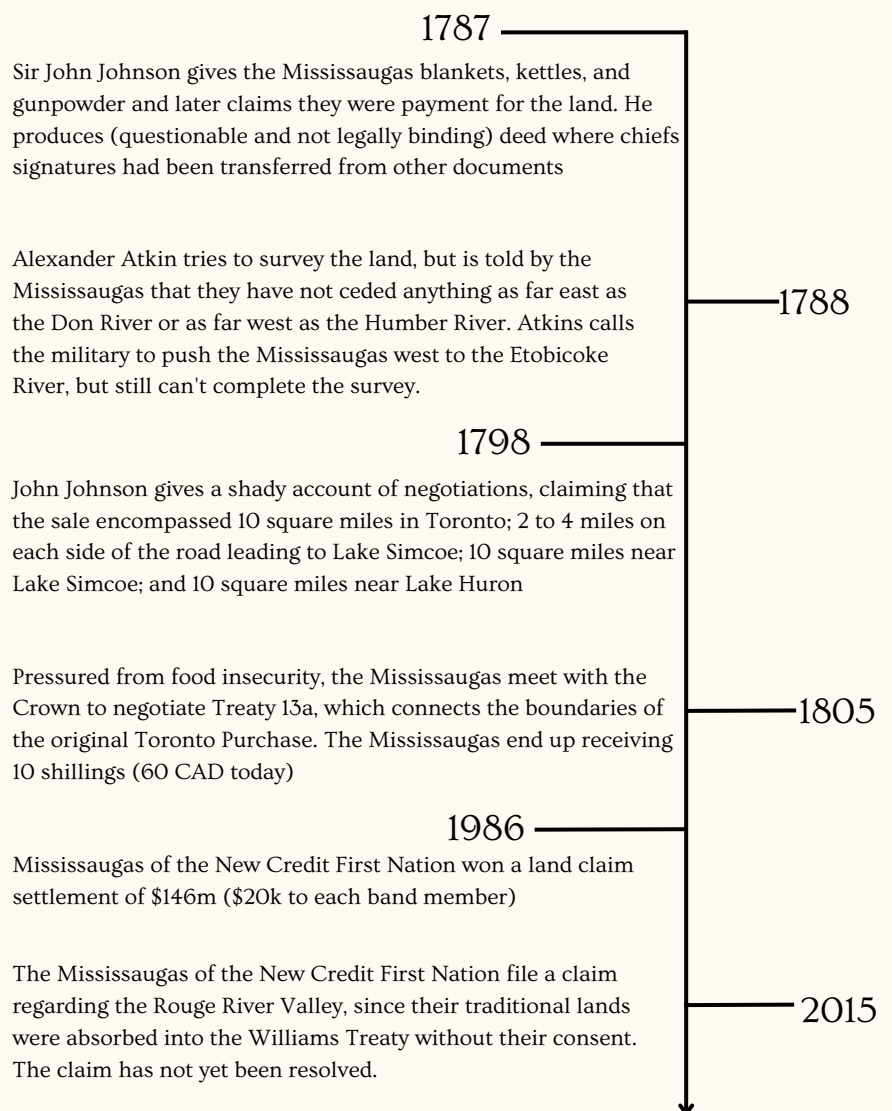 1787
Sir John Johnson gives the Mississaugas blankets, kettles, and
gunpowder and later claims they were payment for the land. He
produces (questionable and not legally binding) deed where chiefs
signatures had been transferred from other documents
Alexander Atkin tries to survey the land, but is told by the
Mississaugas that they have not ceded anything as far east as
the Don River or as far west as the Humber River. Atkins calls
the military to push the Mississaugas west to the Etobicoke
River, but still can't complete the survey.
1788
1798
John Johnson gives a shady account of negotiations, claiming that
the sale encompassed 10 square miles in Toronto; 2 to 4 miles on
each side of the road leading to Lake Simcoe; 10 square miles near
Lake Simcoe; and 10 square miles near Lake Huron
Pressured from food insecurity, the Mississaugas meet with the
Crown to negotiate Treaty 13a, which connects the boundaries of
the original Toronto Purchase. The Mississaugas end up receiving
10 shillings (60 CAD today)
1805
1986
Mississaugas of the New Credit First Nation won a land claim
settlement of $146m ($20k to each band member)
The Mississaugas of the New Credit First Nation file a claim
regarding the Rouge River Valley, since their traditional lands
were absorbed into the Williams Treaty without their consent.
The claim has not yet been resolved.
2015